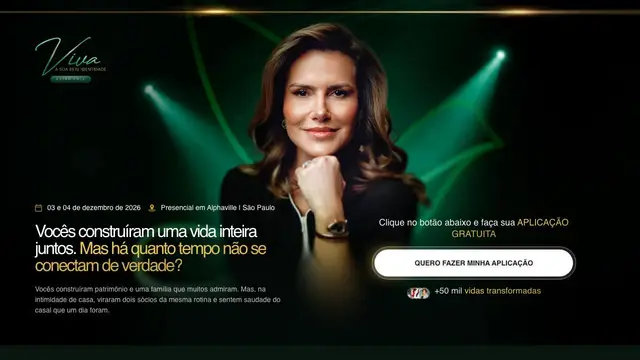 Viva
A SUA REAL IDENTIDADE
03 e 04 de dezembro de 2026
Presencial em Alphaville | São Paulo
Vocês construíram uma vida inteira
juntos. Mas há quanto tempo não se
conectam de verdade?
Vocês construíram patrimônio e uma família que muitos admiram. Mas, na
intimidade de casa, viraram dois sócios da mesma rotina e sentem saudade do
casal que um dia foram.
Clique no botão abaixo e faça sua APLICAÇÃO
GRATUITA
QUERO FAZER MINHA APLICAÇÃO
+50 mil vidas transformadas